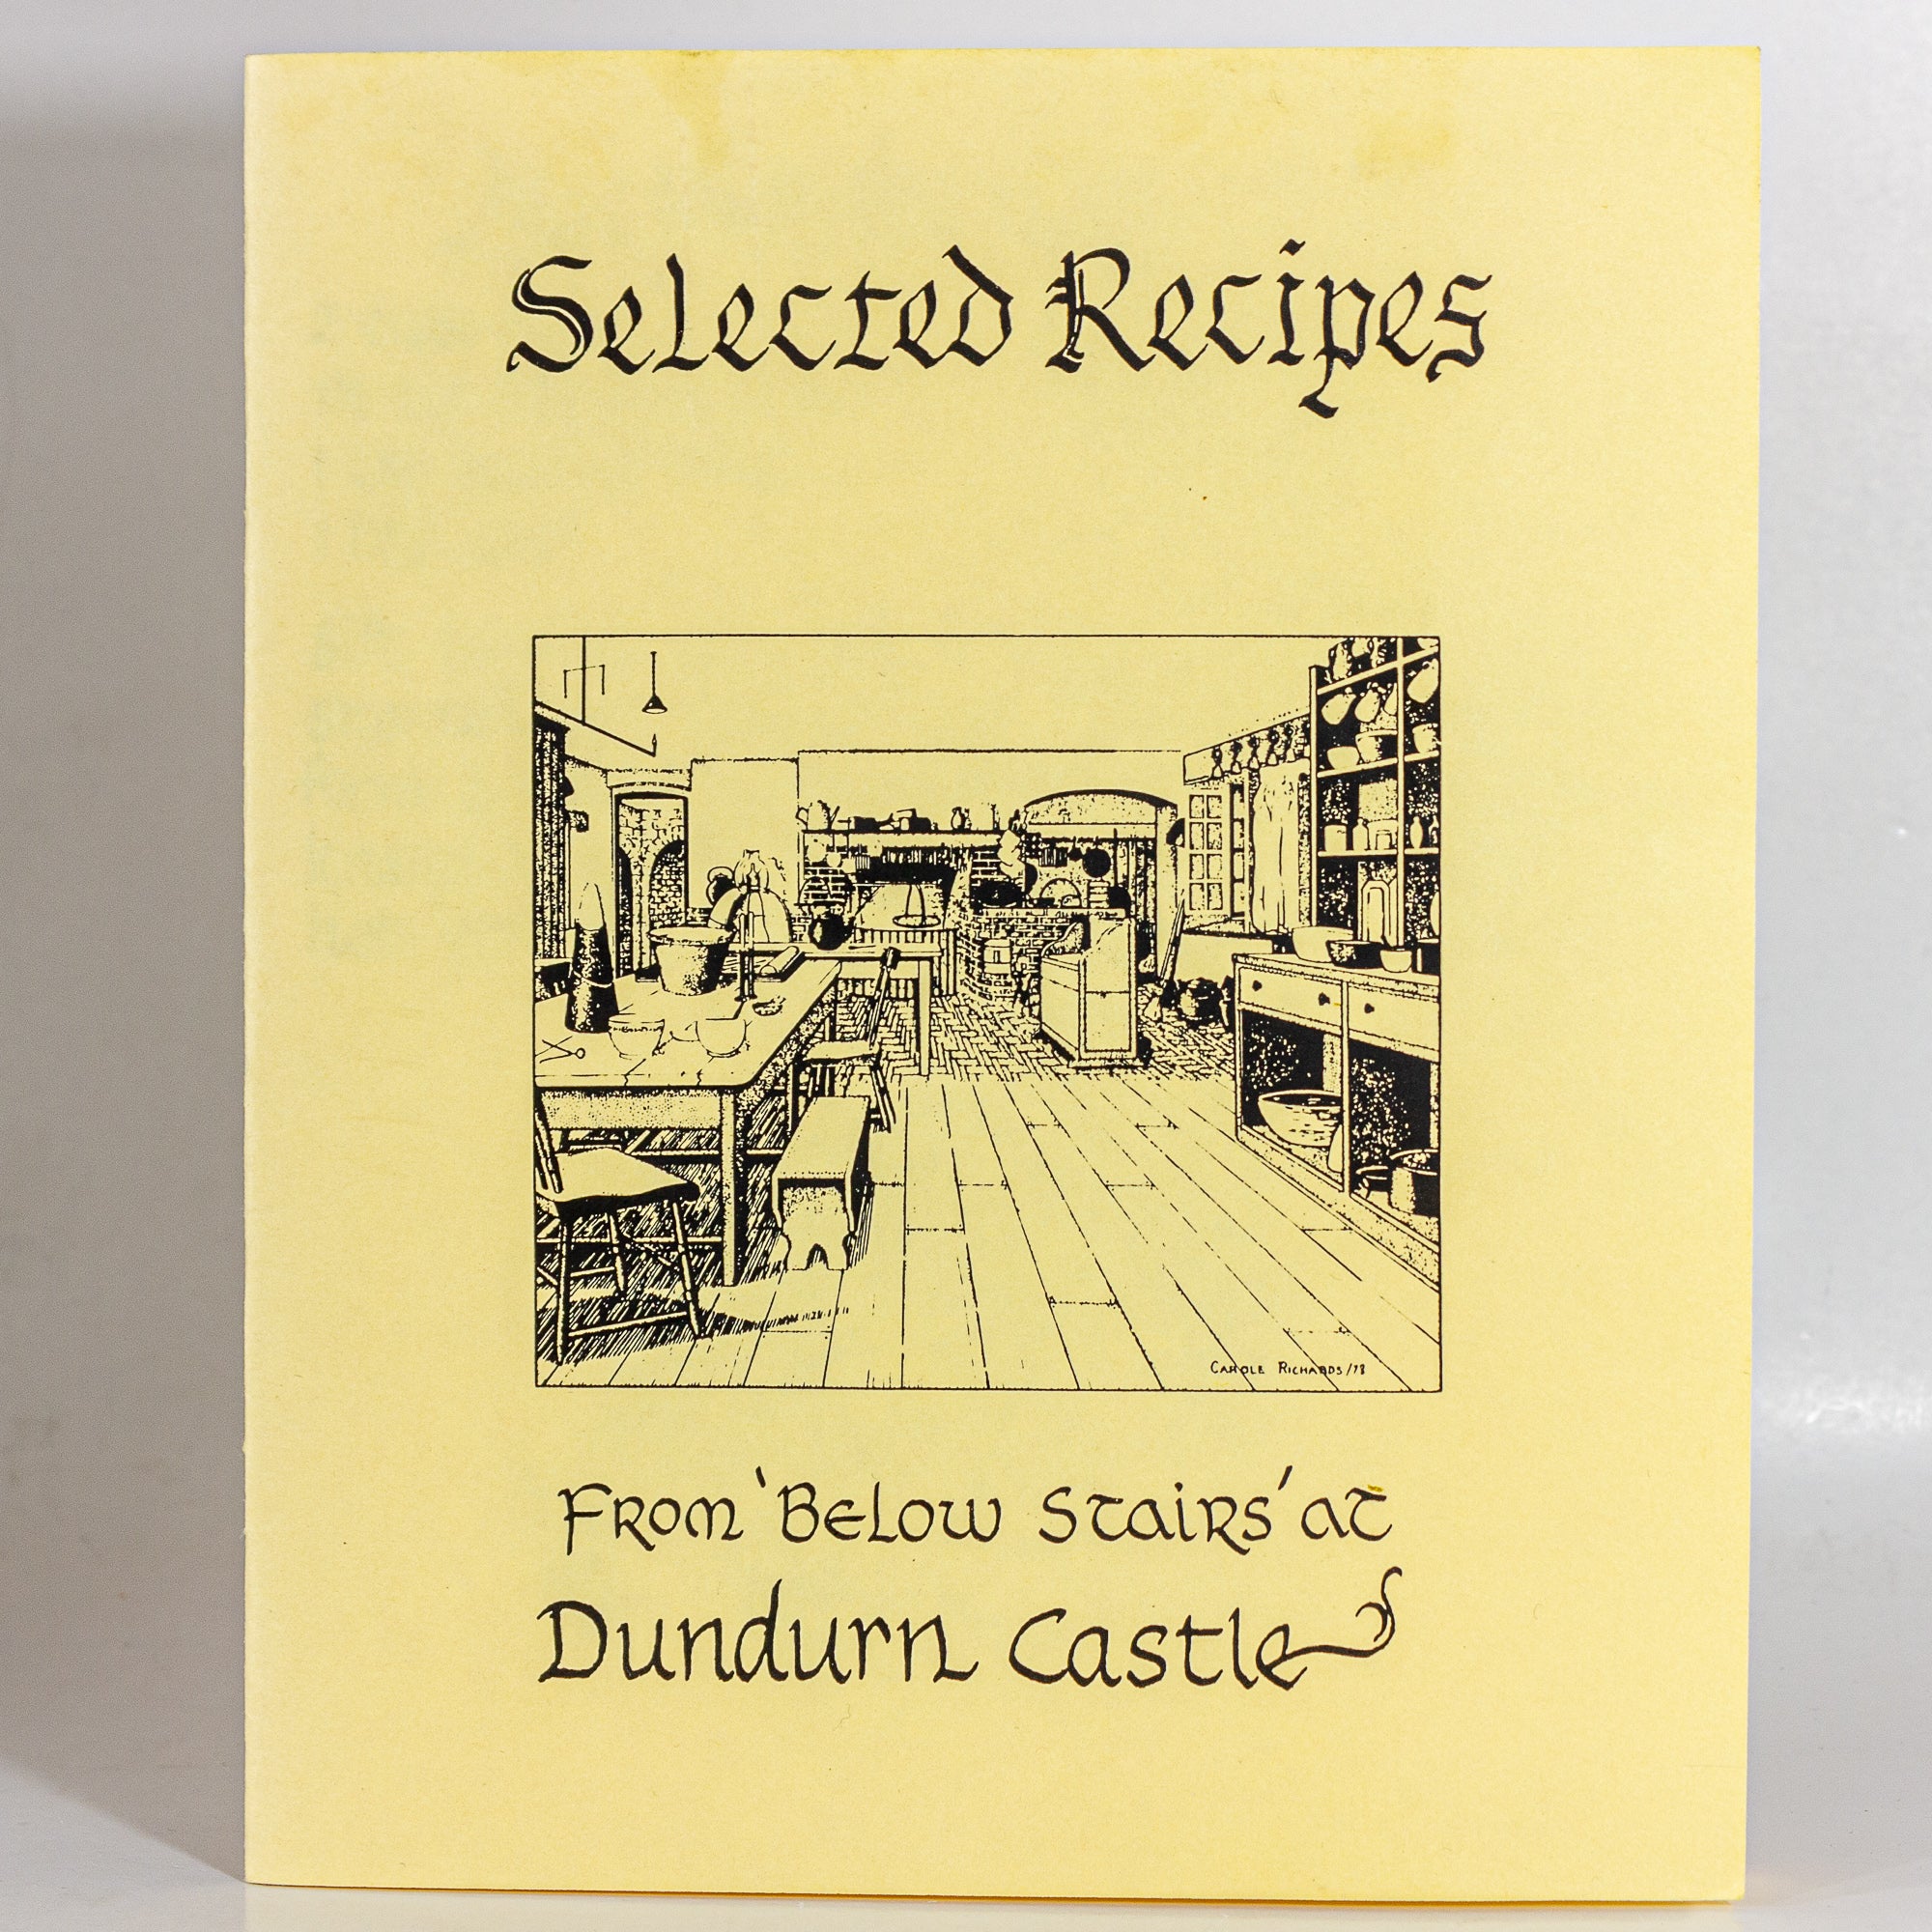 Selected Recipes
CAROLE RICHARDS/78
From 'Below Stairs' at
Dundurn Castle